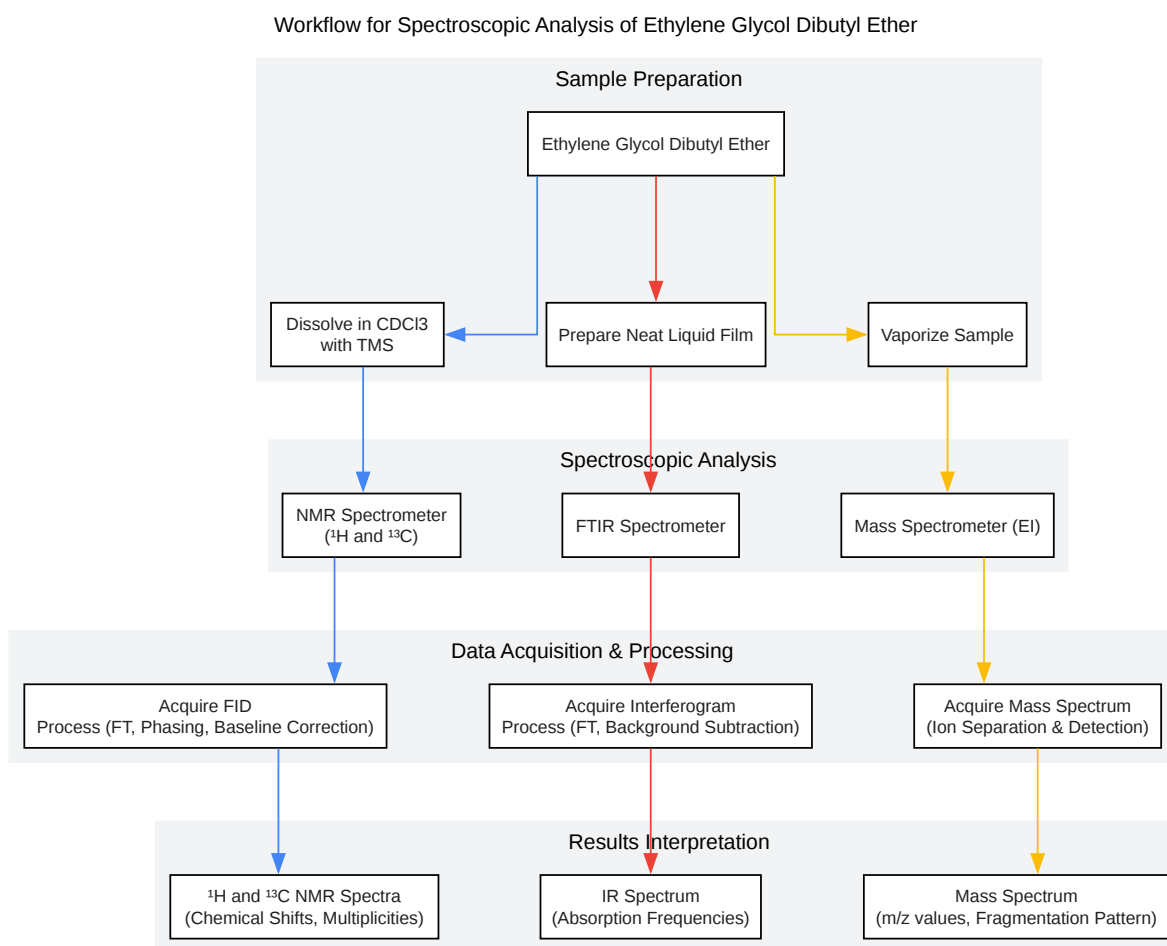 Workflow for Spectroscopic Analysis of Ethylene Glycol Dibutyl Ether
Sample Preparation
Ethylene Glycol Dibutyl Ether
Dissolve in CDCl3
with TMS
Prepare Neat Liquid Film
Vaporize Sample
Spectroscopic Analysis
NMR Spectrometer
(¹H and ¹³C)
FTIR Spectrometer
Mass Spectrometer (EI)
Data Acquisition & Processing
Acquire FID
Process (FT, Phasing, Baseline Correction)
Acquire Interferogram
Process (FT, Background Subtraction)
Acquire Mass Spectrum
(Ion Separation & Detection)
Results Interpretation
¹H and ¹³C NMR Spectra
(Chemical Shifts, Multiplicities)
IR Spectrum
(Absorption Frequencies)
Mass Spectrum
(m/z values, Fragmentation Pattern)